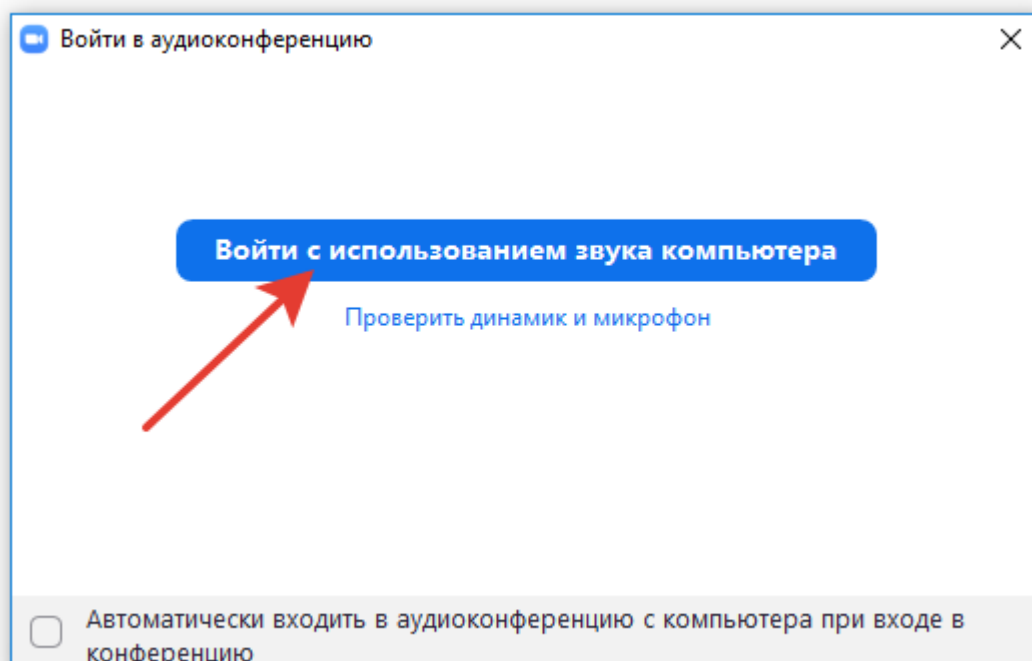 Войти в аудиоконференцию
Войти с использованием звука компьютера
Проверить динамик и микрофон
Автоматически входить в аудиоконференцию с компьютера при входе в
конференцию